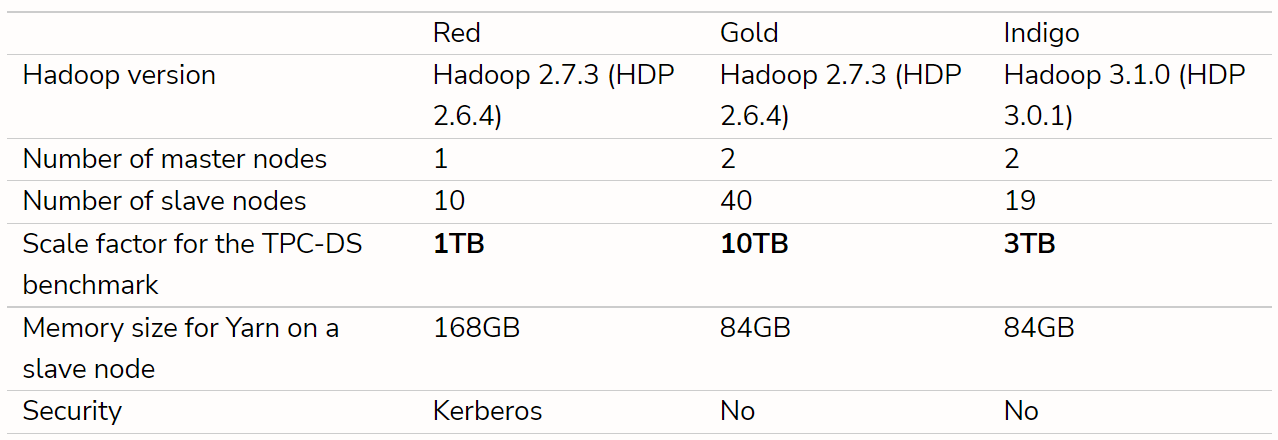 Red Gold Indigo
Hadoop version Hadoop 2.7.3 (HDP Hadoop 2.7.3 (HDP Hadoop 3.1.0 (HDP
2.6.4) 2.6.4) 3.0.1)
Number of master nodes 1 2 2
Number of slave nodes 10 40 19
Scale factor for the TPC-DS 1TB 10TB 3TB
benchmark
Memory size for Yarn on a 168GB 84GB 84GB
slave node
Security Kerberos No No